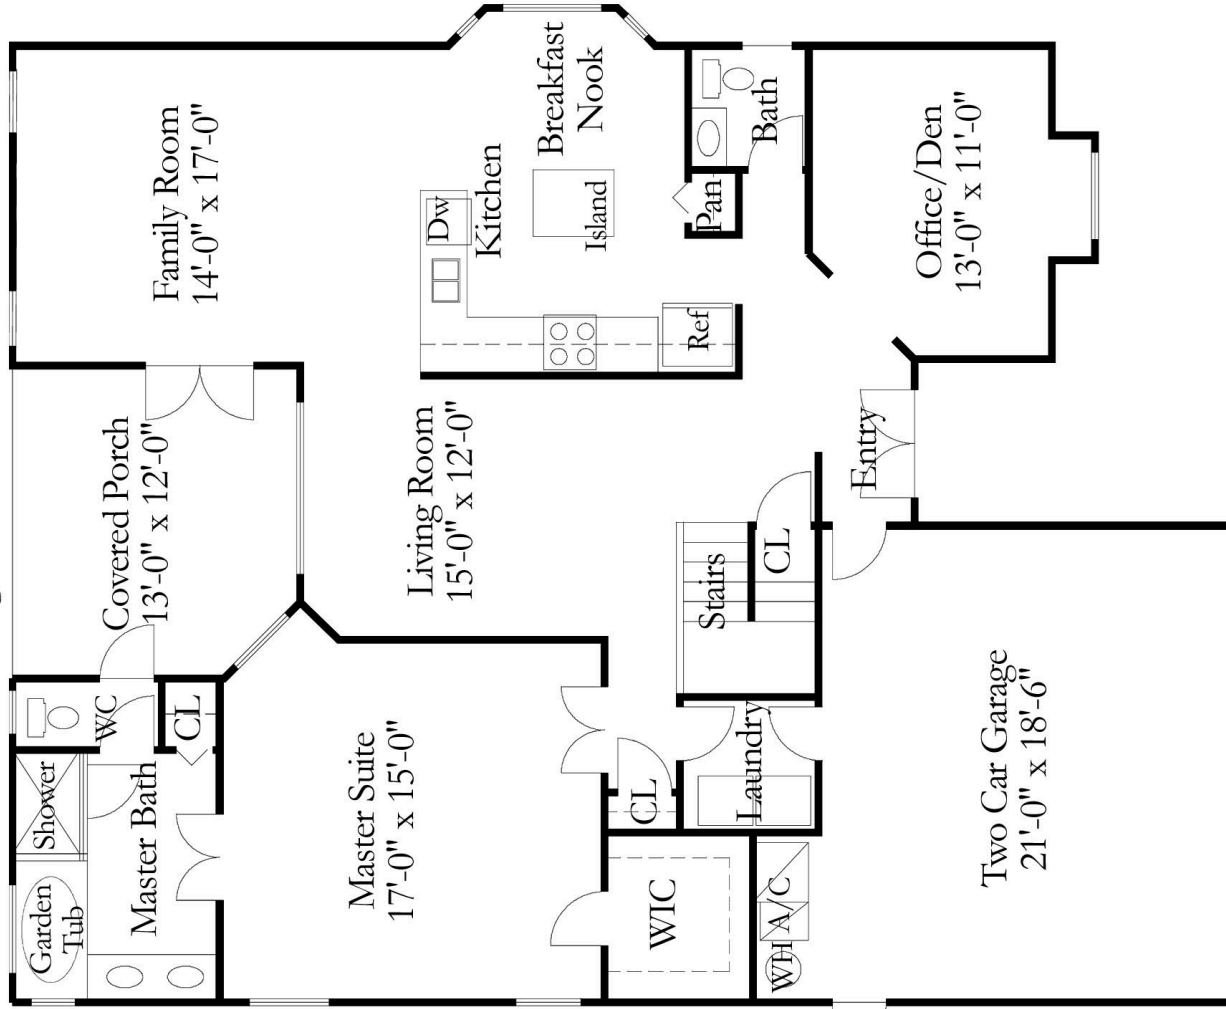 Family Room
14'-0" x 17'-0"
Breakfast
Nook
Kitchen
Dw
Island
Pan
Bath
Office/Den
13'-0" x 11'-0"
Ref
Covered Porch
13'-0" x 12'-0"
Living Room
15'-0" x 12'-0"
Entry
Stairs
CL
WC
CL
Shower
Master Bath
Garden
Tub
Master Suite
17'-0" x 15'-0"
CL
Laundry
WIC
A/C
WH
Two Car Garage
21'-0" x 18'-6"